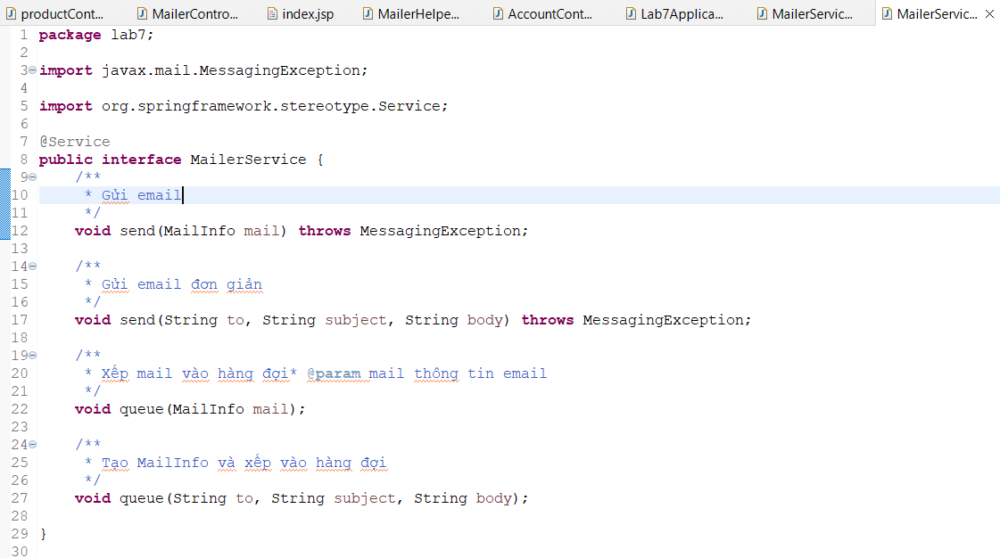 productCont...
MailerContro...
index.jsp
MailerHelpe...
AccountCont...
Lab7Applica...
MailerServic...
MailerServic...
1 package lab7;
2
3 import javax.mail.MessagingException;
4
5 import org.springframework.stereotype.Service;
6
7 @Service
8 public interface MailerService {
9 /**
10 * Gửi email
11 */
12 void send(MailInfo mail) throws MessagingException;
13
14 /**
15 * Gửi email đơn giản
16 */
17 void send(String to, String subject, String body) throws MessagingException;
18
19 /**
20 * Xếp mail vào hàng đợi* @param mail thông tin email
21 */
22 void queue(MailInfo mail);
23
24 /**
25 * Tạo MailInfo và xếp vào hàng đợi
26 */
27 void queue(String to, String subject, String body);
28
29 }
30